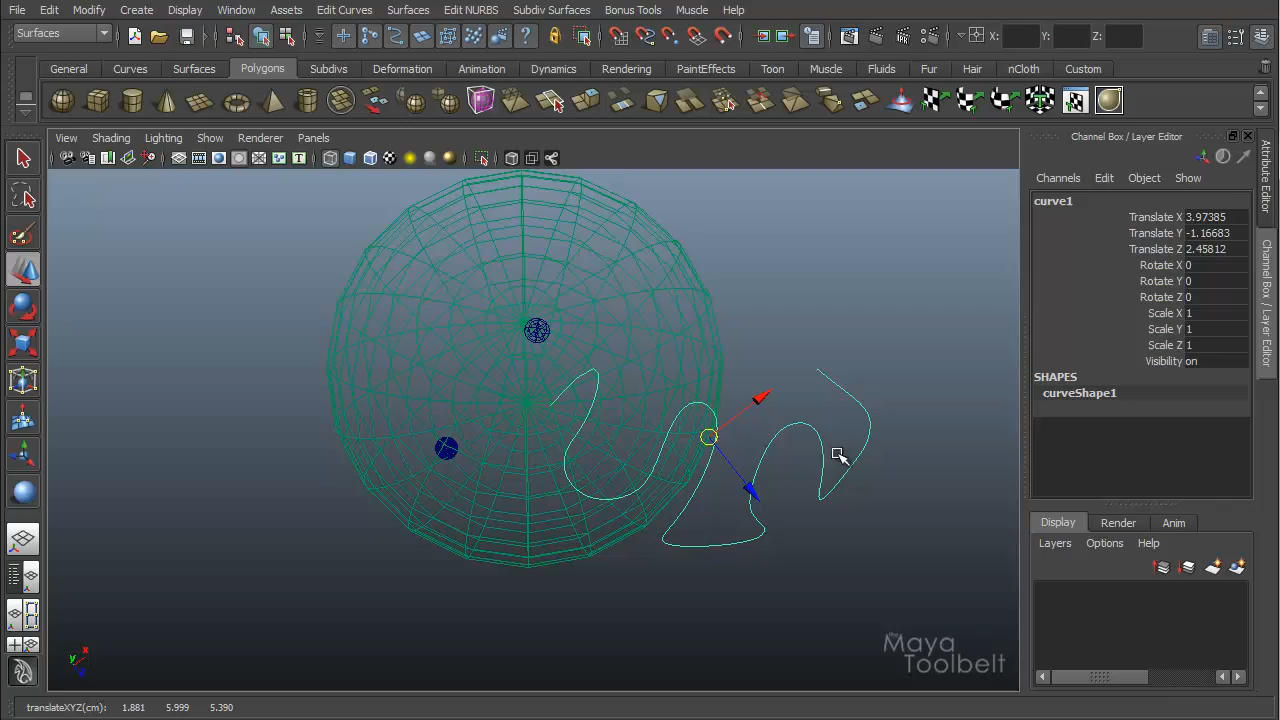 File Edit Modify Create Display Window Assets Edit Curves Surfaces Edit NURBS Subdiv Surfaces Bonus Tools Muscle Help
Surfaces X: Y: Z:
General Curves Surfaces Polygons Subdivs Deformation Animation Dynamics Rendering PaintEffects Toon Muscle Fluids Fur Hair nCloth Custom
View Shading Lighting Show Renderer Panels
Channel Box / Layer Editor
Channels Edit Object Show
curve1
Translate X 3.97385
Translate Y -1.16683
Translate Z 2.45812
Rotate X 0
Rotate Y 0
Rotate Z 0
Scale X 1
Scale Y 1
Scale Z 1
Visibility on
SHAPES
curveShape1
Attribute Editor
Channel Box / Layer Editor
Display Render Anim
Layers Options Help
the
Maya
Toolbelt
y x
translateXYZ(cm): 1.881 5.999 5.390